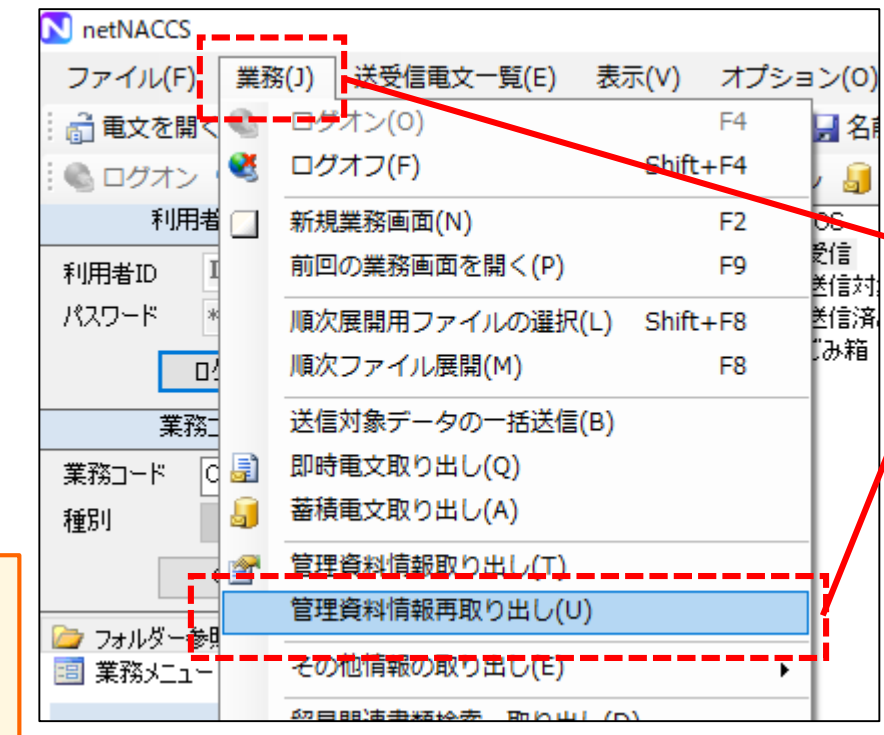 netNACCS
ファイル(F) 業務(J) 送受信電文一覧(E) 表示(V) オプション(O)
電文を開く
ログオン
ログオン(O) F4
ログオフ(F) Shift+F4
新規業務画面(N) F2
前回の業務画面を開く(P) F9
順次展開用ファイルの選択(L) Shift+F8
順次ファイル展開(M) F8
送信対象データの一括送信(B)
即時電文取り出し(Q)
蓄積電文取り出し(A)
管理資料情報取り出し(T)
管理資料情報再取り出し(U)
その他情報の取り出し(E)
利用者
利用者ID
パスワード
業務コード
種別
フォルダー参照
業務メニュー
受信
送信対象
送信済
ごみ箱